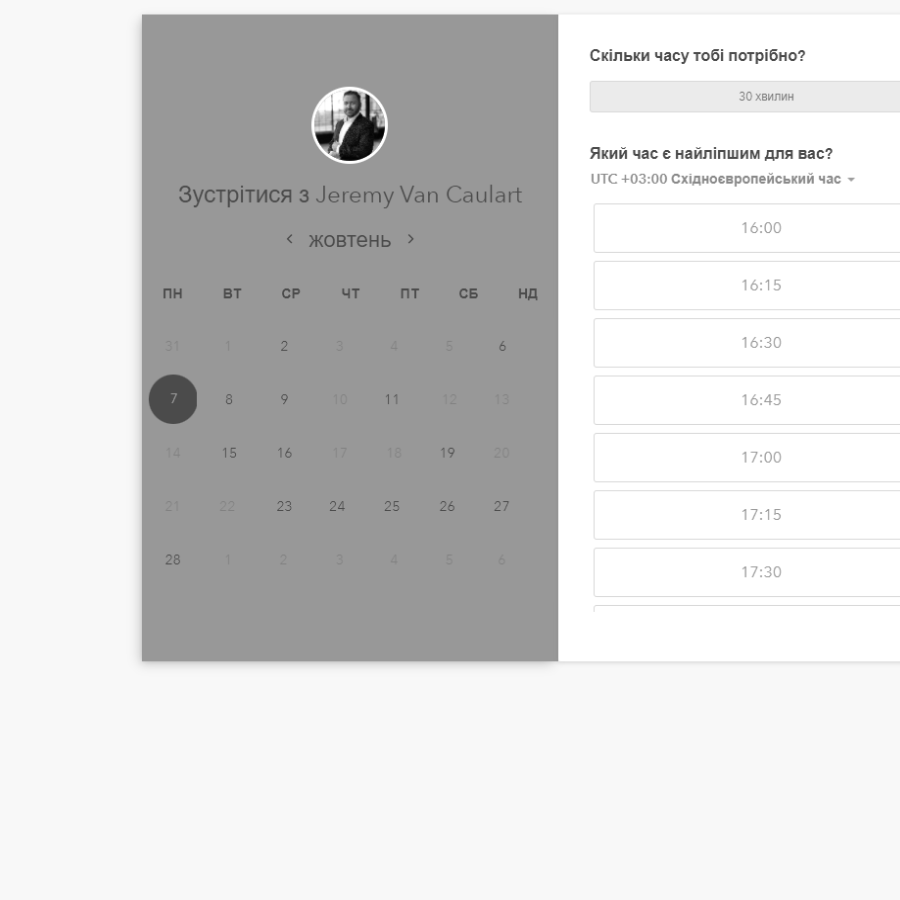 Зустрітися з Jeremy Van Caulart
жовтень
ПН ВТ СР ЧТ ПТ СБ НД
31 1 2 3 4 5 6
7 8 9 10 11 12 13
14 15 16 17 18 19 20
21 22 23 24 25 26 27
28 1 2 3 4 5 6
Скільки часу тобі потрібно?
30 хвилин
Який час є найліпшим для вас?
UTC +03:00 Східноєвропейський час
16:00
16:15
16:30
16:45
17:00
17:15
17:30